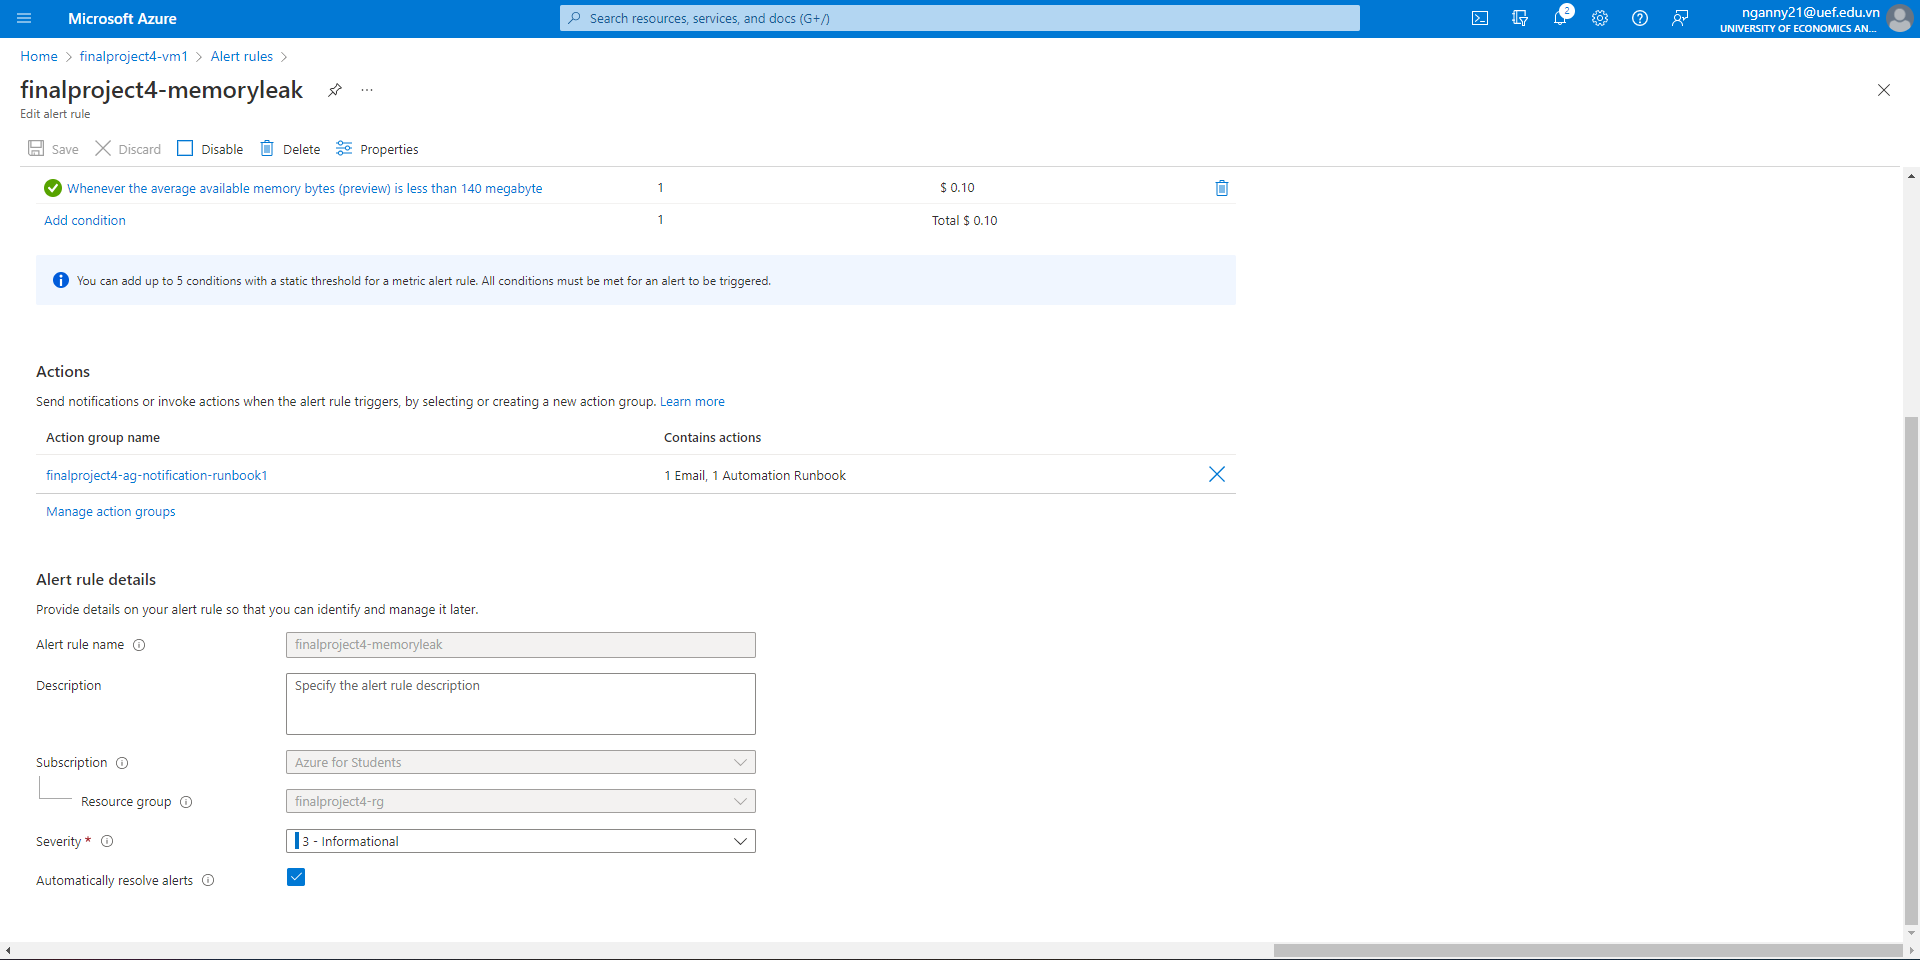 Microsoft Azure
Search resources, services, and docs (G+/)
2
nganny21@uef.edu.vn
UNIVERSITY OF ECONOMICS AN...
Home > finalproject4-vm1 > Alert rules >
finalproject4-memoryleak ...
Edit alert rule
Save Discard Disable Delete Properties
Whenever the average available memory bytes (preview) is less than 140 megabyte 1 $ 0.10
Add condition 1 Total $ 0.10
You can add up to 5 conditions with a static threshold for a metric alert rule. All conditions must be met for an alert to be triggered.
Actions
Send notifications or invoke actions when the alert rule triggers, by selecting or creating a new action group. Learn more
Action group name Contains actions
finalproject4-ag-notification-runbook1 1 Email, 1 Automation Runbook
Manage action groups
Alert rule details
Provide details on your alert rule so that you can identify and manage it later.
Alert rule name finalproject4-memoryleak
Description Specify the alert rule description
Subscription Azure for Students
Resource group finalproject4-rg
Severity * 3 - Informational
Automatically resolve alerts